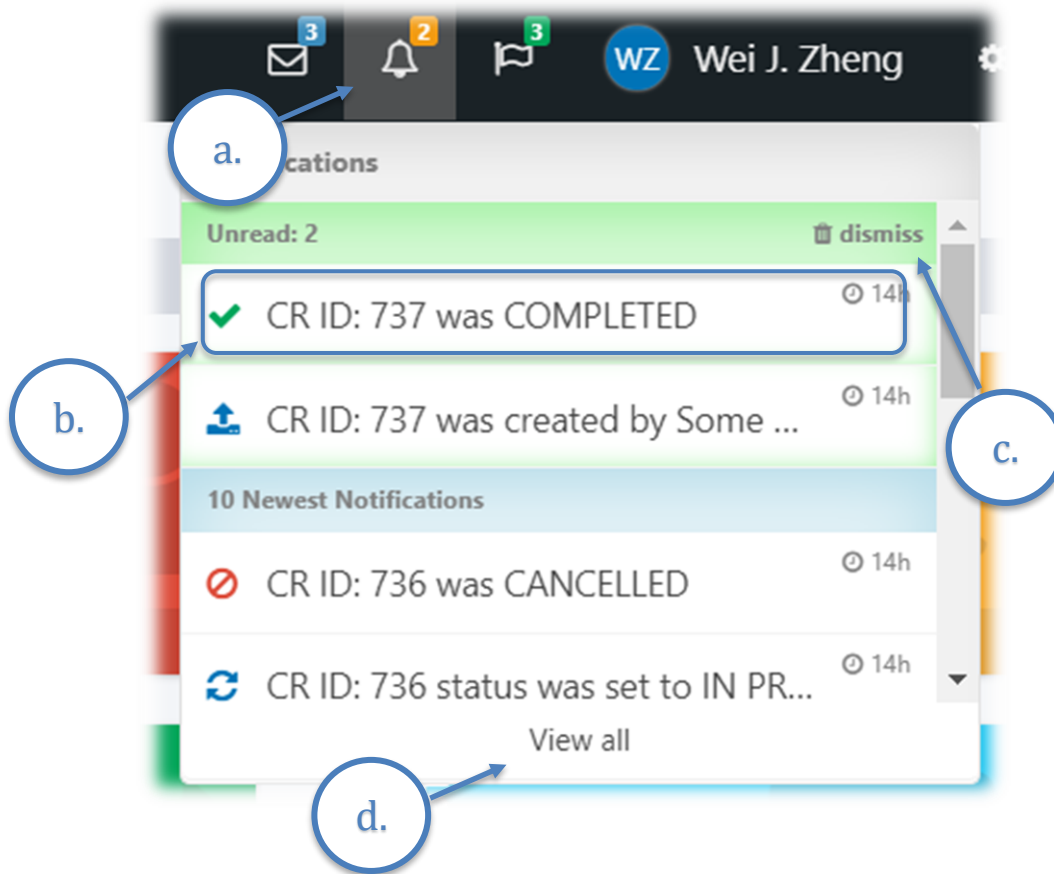 3 2 3
WZ Wei J. Zheng
a.
cations
Unread: 2 dismiss
CR ID: 737 was COMPLETED 14h
b.
CR ID: 737 was created by Some ... 14h
c.
10 Newest Notifications
CR ID: 736 was CANCELLED 14h
CR ID: 736 status was set to IN PR... 14h
View all
d.